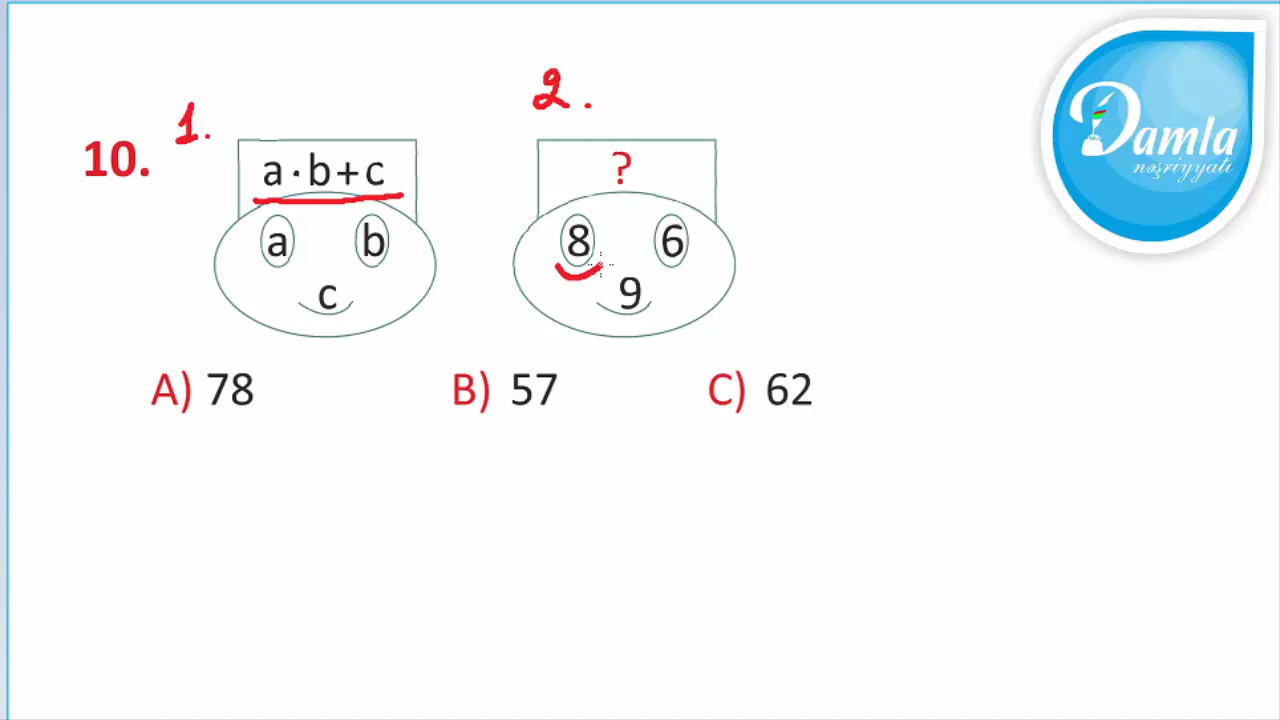 1.
2.
10.
a·b+c
?
a b
8 6
c
9
A) 78 B) 57 C) 62
Damla
nəşriyyatı